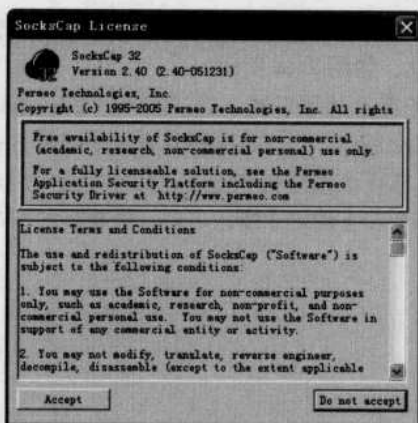 SocksCap License
SocksCap 32
Version 2.40 (2.40-051231)
Permeo Technologies, Inc.
Copyright (c) 1995-2005 Permeo Technologies, Inc. All rights
Free availability of SocksCap is for non-commercial
(academic, research, non-commercial personal) use only.
For a fully licenseable solution, see the Permeo
Application Security Platform including the Permeo
Security Driver at http://www.permeo.com
License Terms and Conditions
The use and redistribution of SocksCap ("Software") is
subject to the following conditions:
1. You may use the Software for non-commercial purposes
only, such as academic, research, non-profit, and non-
commercial personal use. You may not use the Software in
support of any commercial entity or activity.
2. You may not modify, translate, reverse engineer,
decompile, disassemble (except to the extent applicable
Accept
Do not accept